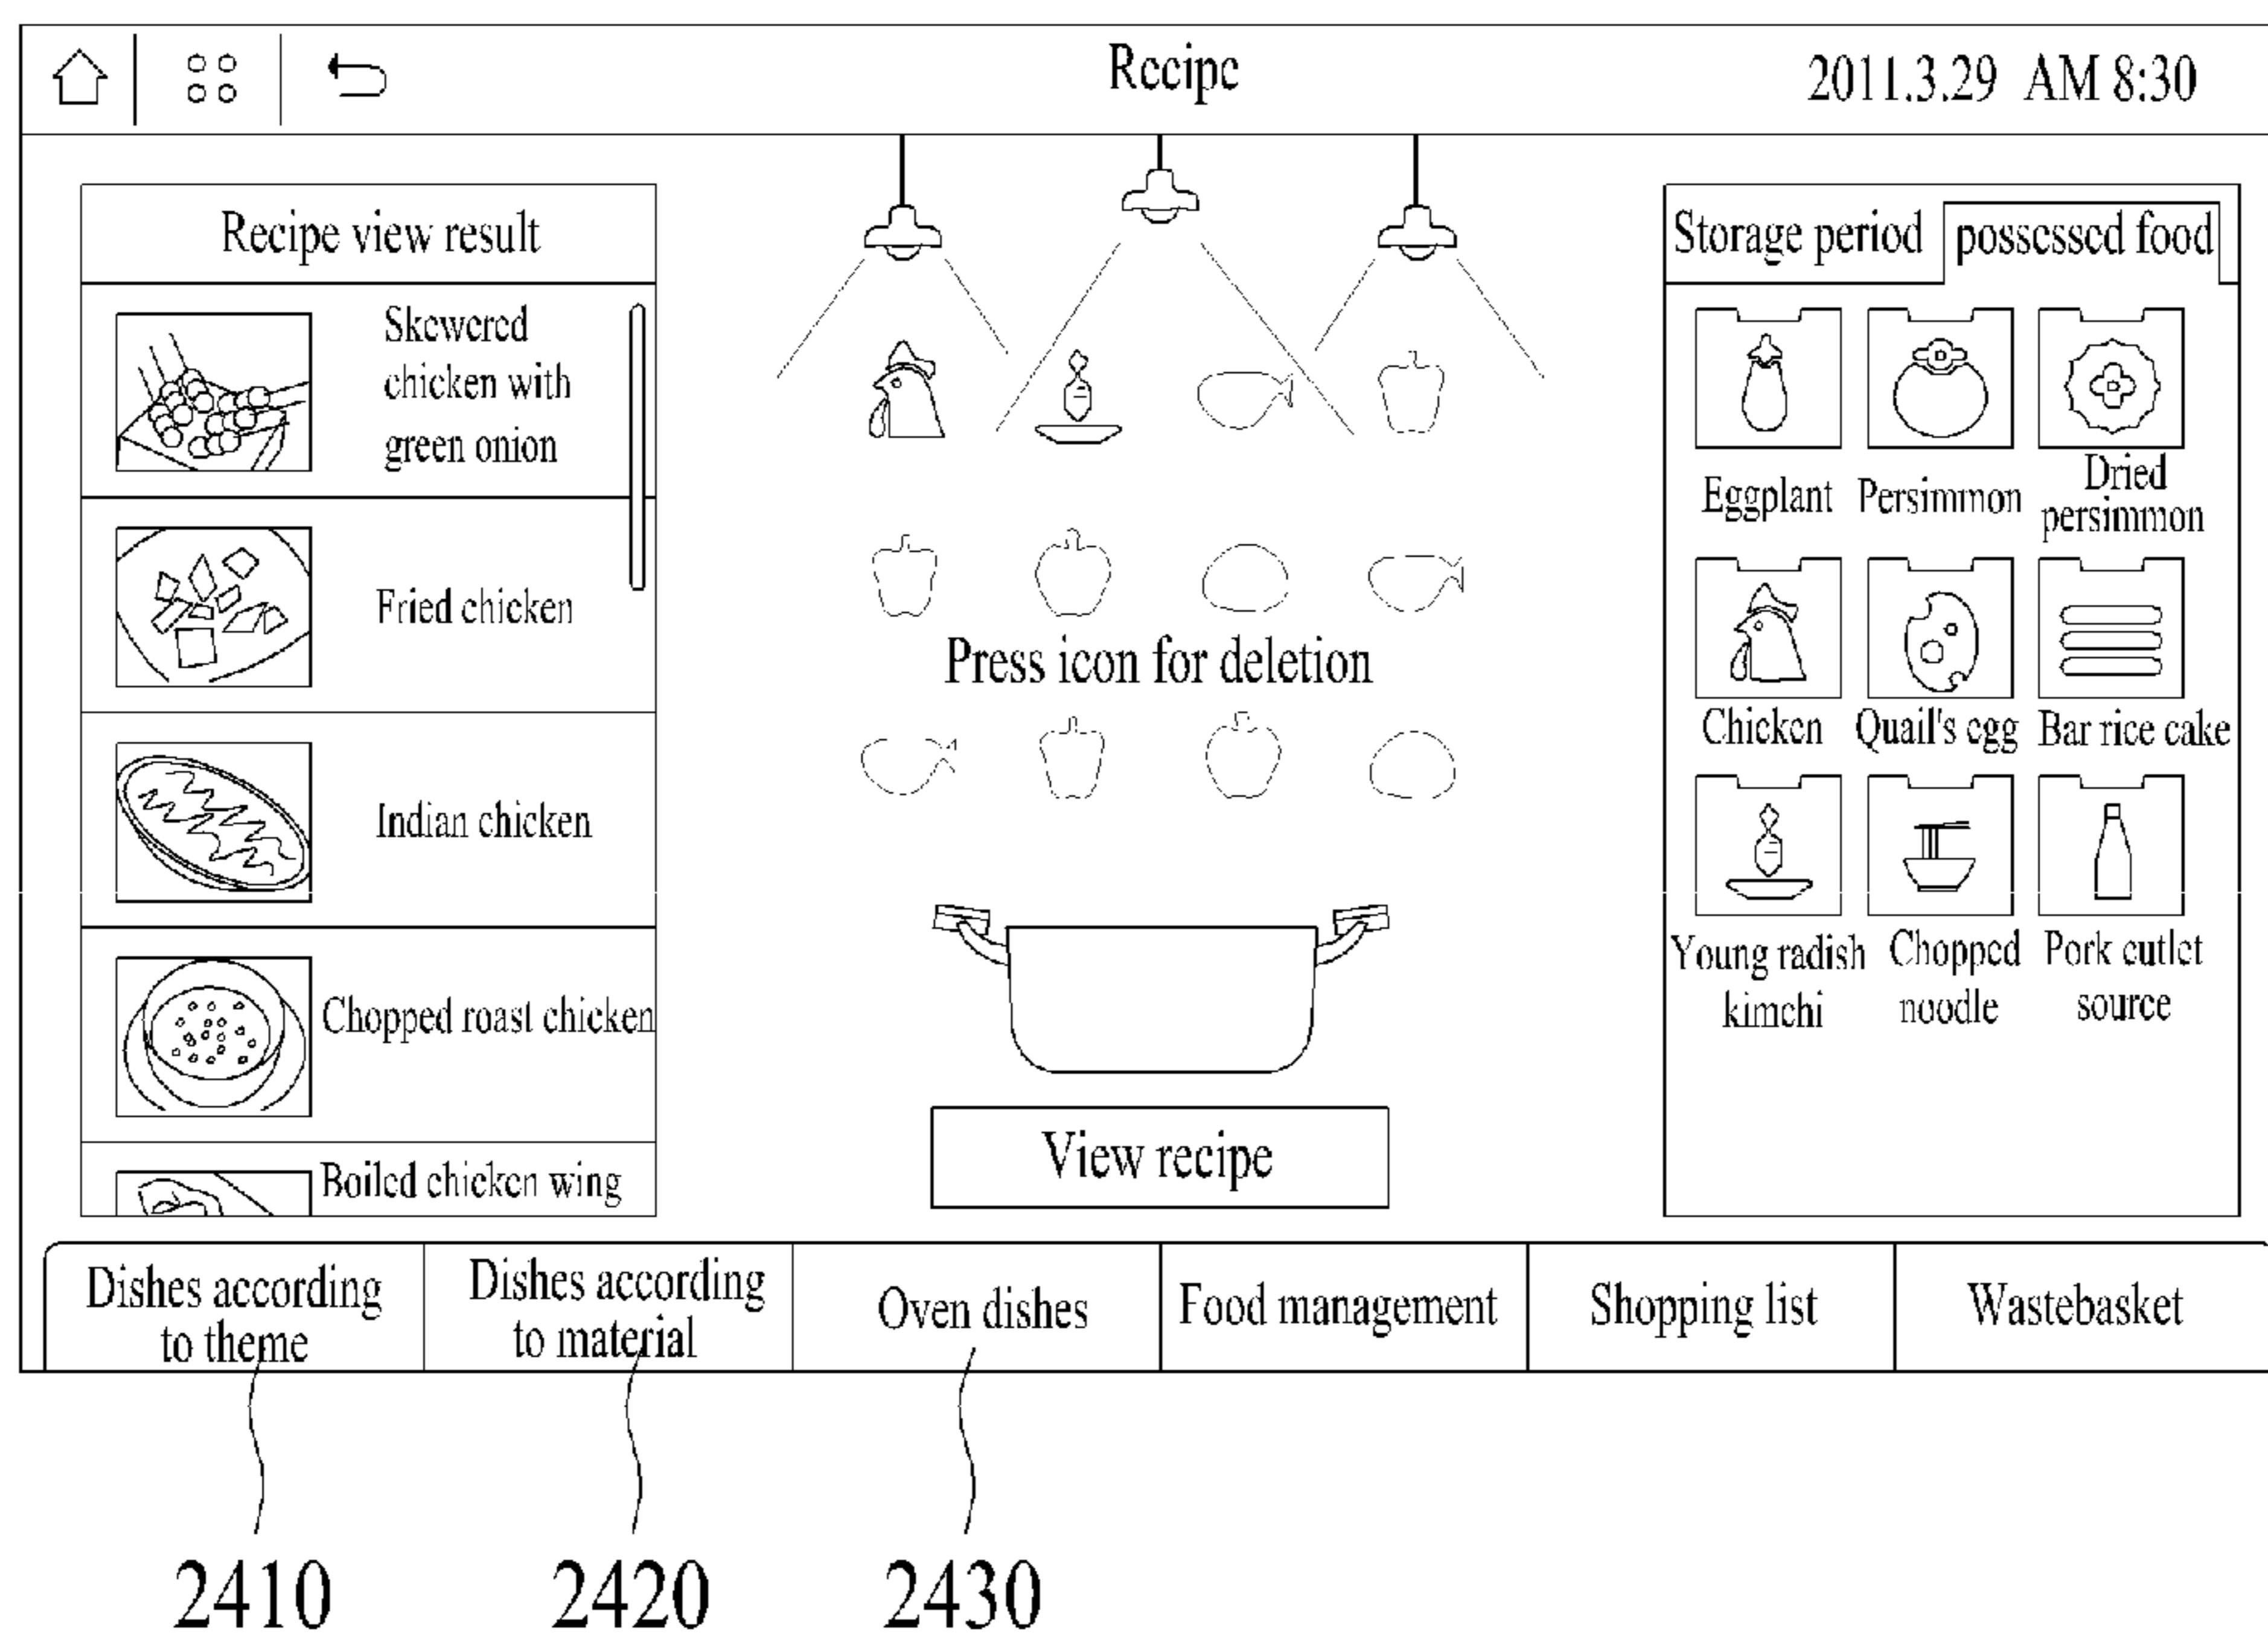 Recipe
2011.3.29 AM 8:30
Recipe view result
Skewered
chicken with
green onion
Fried chicken
Indian chicken
Chopped roast chicken
Boiled chicken wing
Press icon for deletion
View recipe
Storage period
possessed food
Eggplant
Persimmon
Dried
persimmon
Chicken
Quail's egg
Bar rice cake
Young radish
kimchi
Chopped
noodle
Pork cutlet
source
Dishes according
to theme
Dishes according
to material
Oven dishes
Food management
Shopping list
Wastebasket
2410
2420
2430